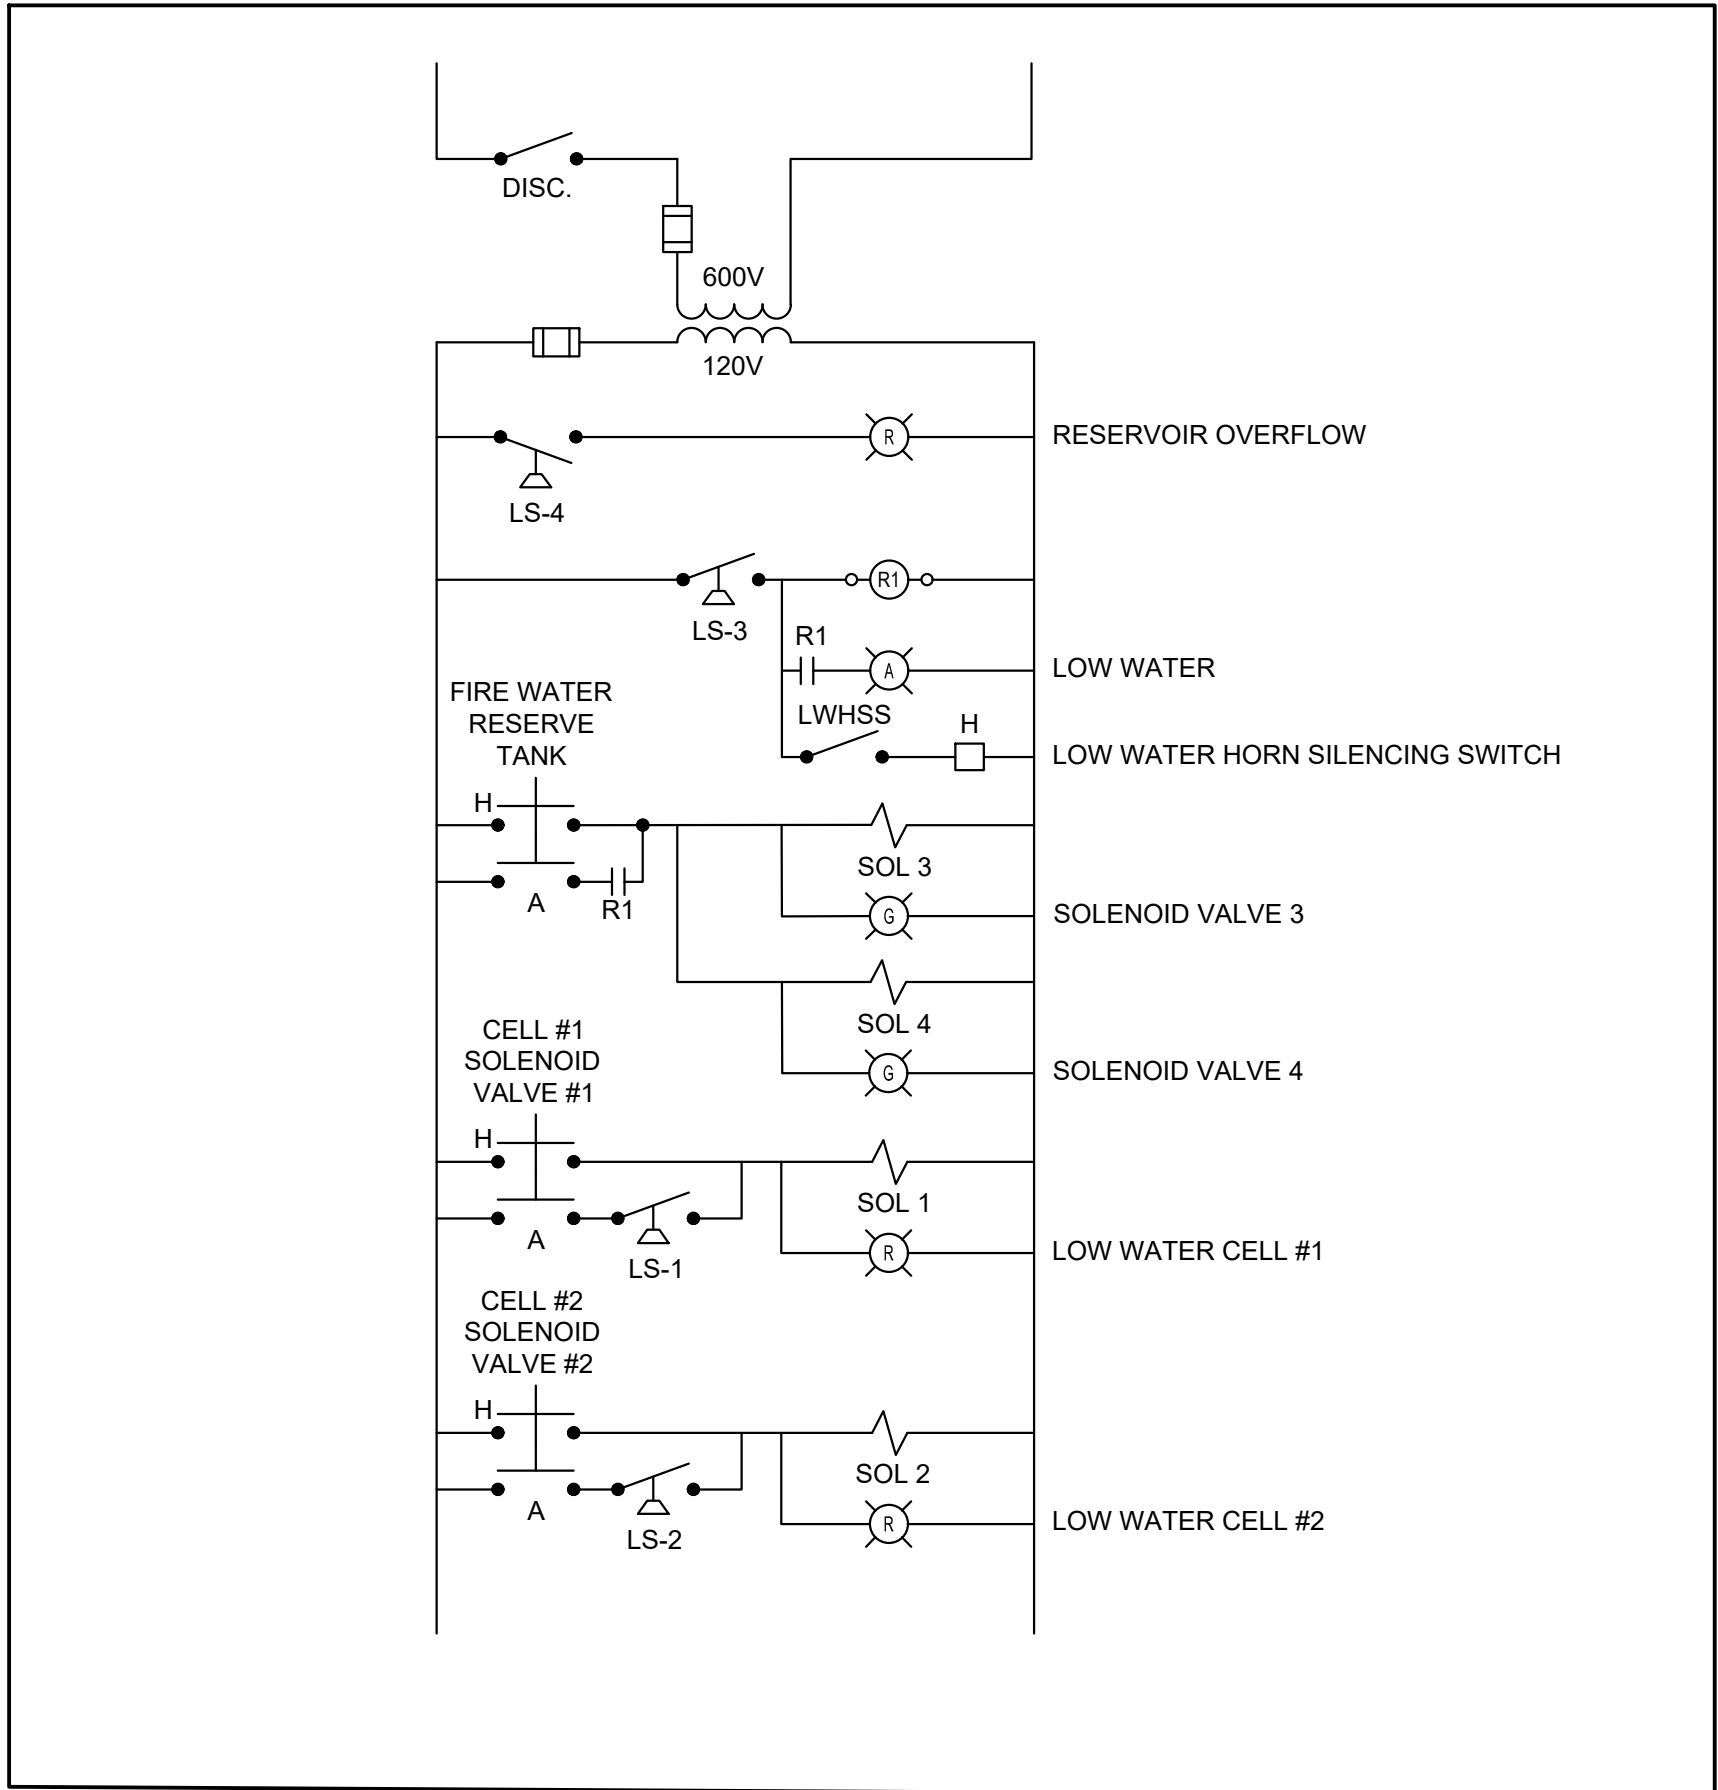 DISC.
600V
120V
R
RESERVOIR OVERFLOW
LS-4
R1
LS-3
R1
A
LOW WATER
FIRE WATER
RESERVE
TANK
LWHSS
H
LOW WATER HORN SILENCING SWITCH
H
SOL 3
A
R1
G
SOLENOID VALVE 3
SOL 4
CELL #1
SOLENOID
VALVE #1
G
SOLENOID VALVE 4
H
SOL 1
A
LS-1
R
LOW WATER CELL #1
CELL #2
SOLENOID
VALVE #2
H
SOL 2
A
LS-2
R
LOW WATER CELL #2